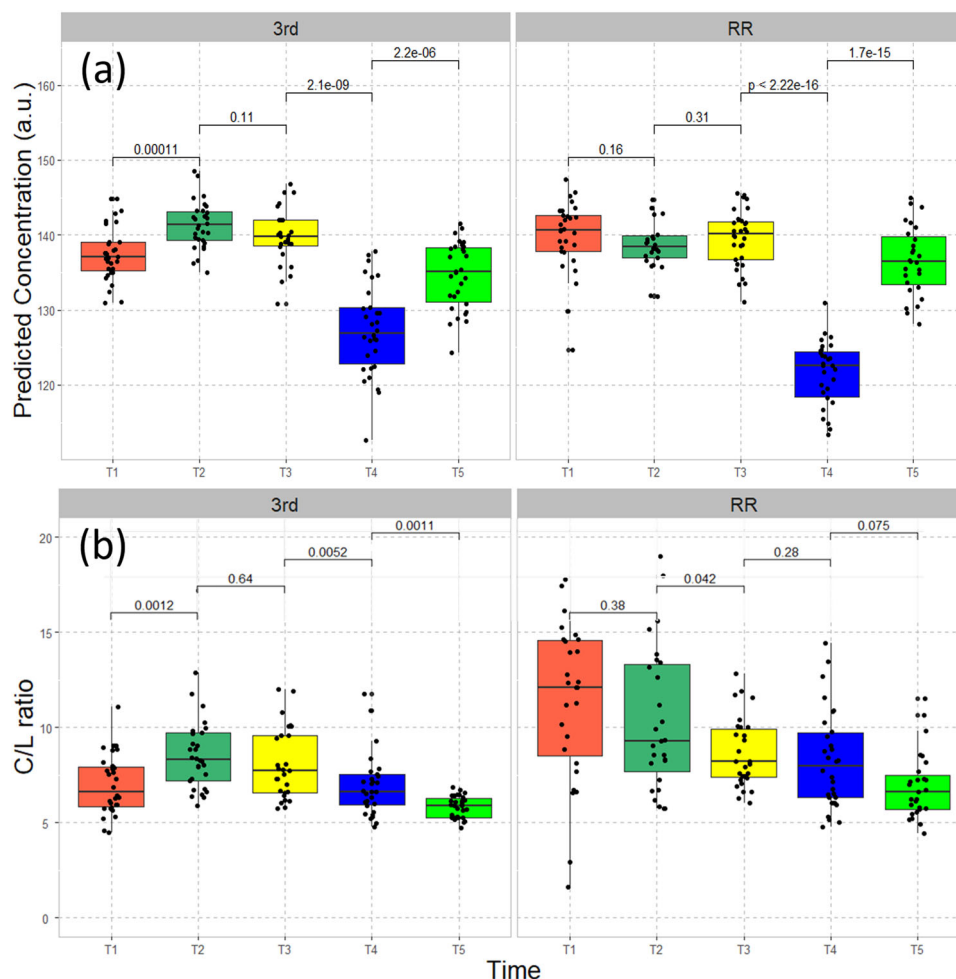 3rd RR
(a)
Predicted Concentration (a.u.)
160
150
140
130
120
0.00011
0.11
2.1e-09
2.2e-06
0.16
0.31
p < 2.22e-16
1.7e-15
T1 T2 T3 T4 T5 T1 T2 T3 T4 T5
3rd RR
(b)
C/L ratio
20
15
10
5
0
0.0012
0.64
0.0052
0.0011
0.38
0.042
0.28
0.075
T1 T2 T3 T4 T5 T1 T2 T3 T4 T5
Time